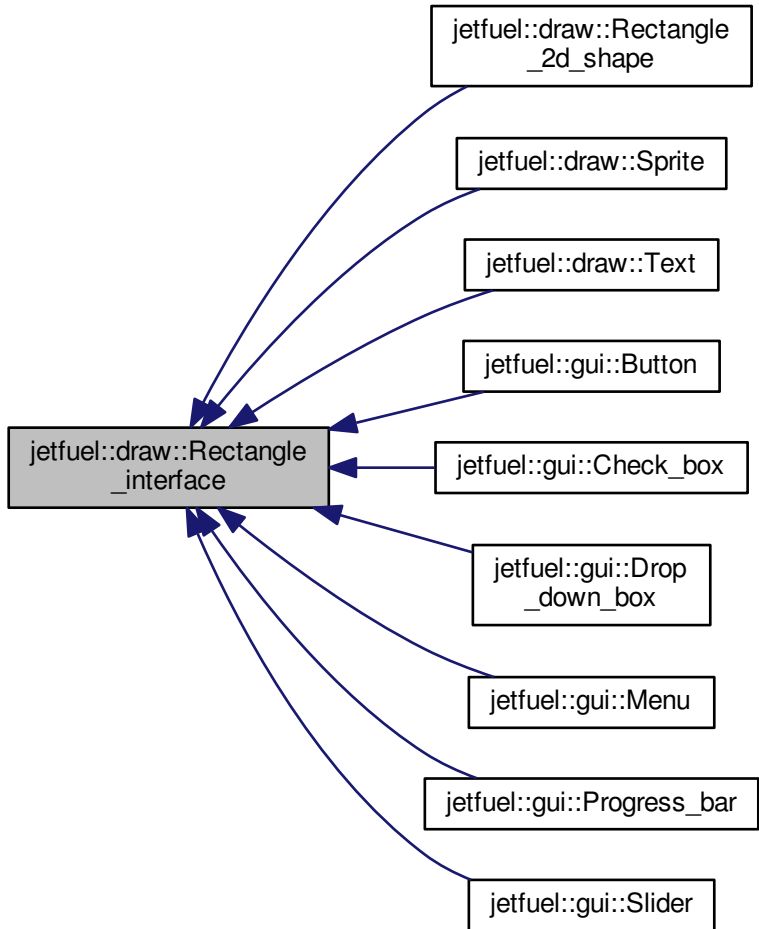 jetfuel::draw::Rectangle
_2d_shape
jetfuel::draw::Sprite
jetfuel::draw::Text
jetfuel::gui::Button
jetfuel::draw::Rectangle
_interface
jetfuel::gui::Check_box
jetfuel::gui::Drop
_down_box
jetfuel::gui::Menu
jetfuel::gui::Progress_bar
jetfuel::gui::Slider